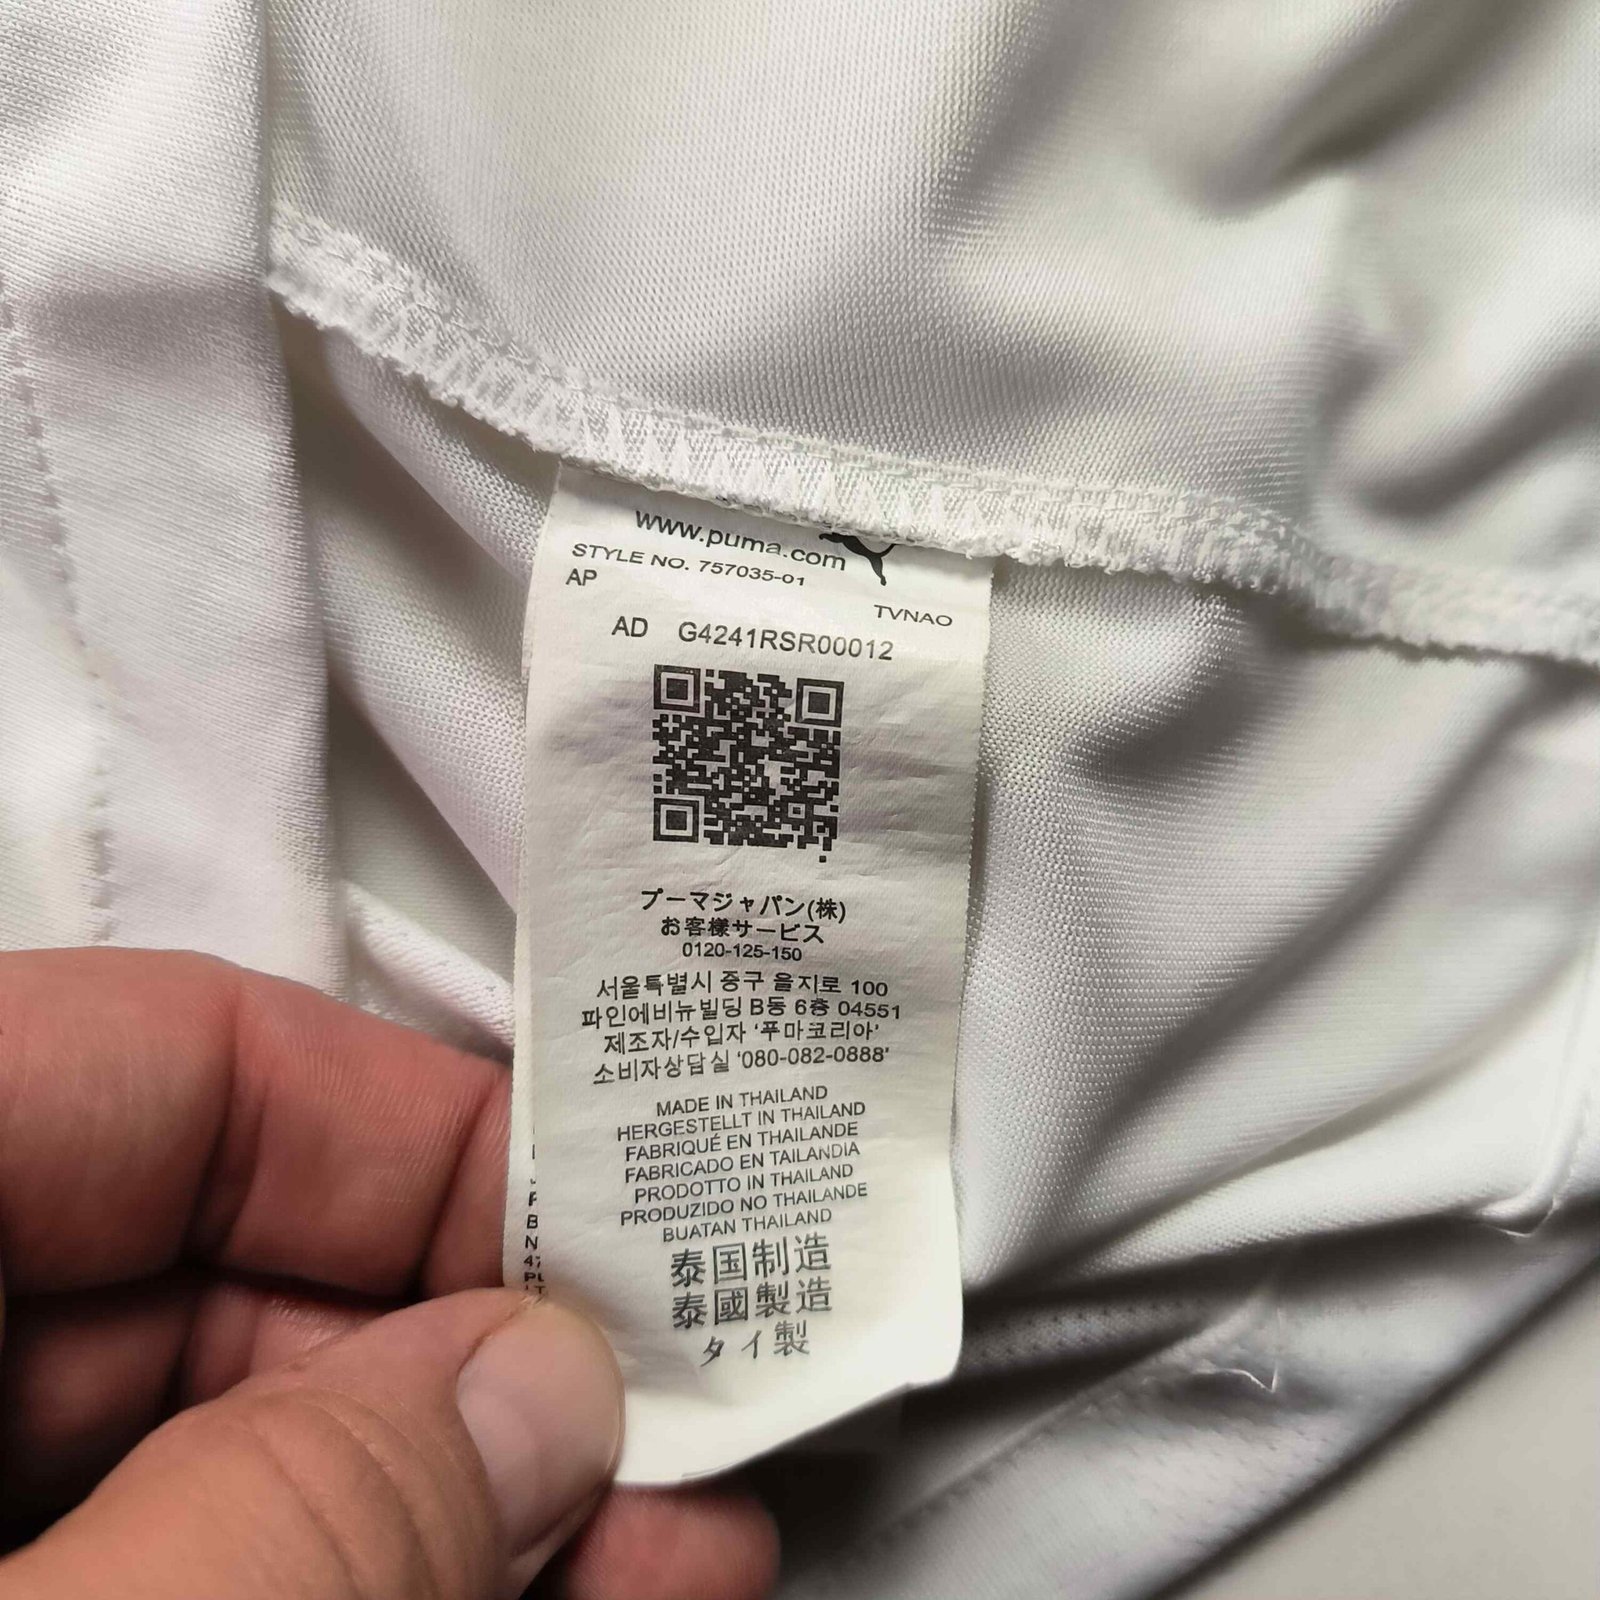 www.puma.com
STYLE NO. 757035-01
AP
TVNAO
AD G4241RSR00012
プーマジャパン(株)
お客様サービス
0120-125-150
서울특별시 중구 을지로 100
파인에비뉴빌딩 B동 6층 04551
제조자/수입자 '푸마코리아'
소비자상담실 '080-082-0888'
MADE IN THAILAND
HERGESTELLT IN THAILAND
FABRIQUÉ EN THAILANDE
FABRICADO EN TAILANDIA
PRODOTTO IN THAILAND
PRODUZIDO NO THAILANDE
BUATAN THAILAND
泰国制造
泰國製造
タイ製